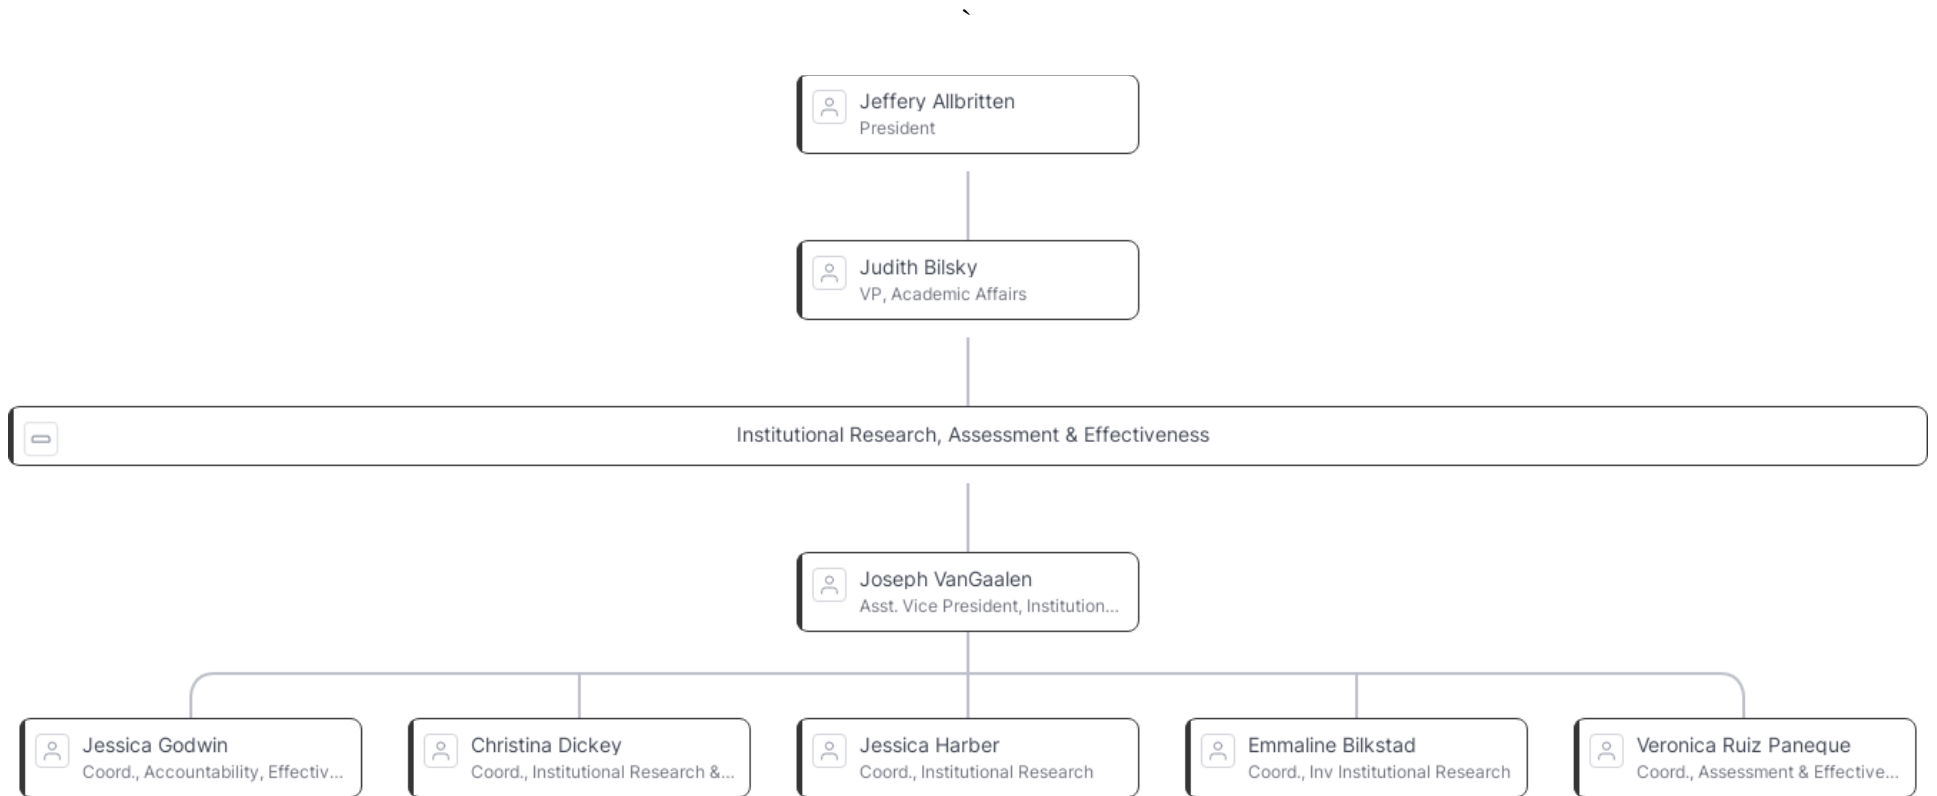 Jeffery Allbritten
President
Judith Bilsky
VP, Academic Affairs
Institutional Research, Assessment & Effectiveness
Joseph VanGaalen
Asst. Vice President, Institution...
Jessica Godwin
Coord., Accountability, Effectiv...
Christina Dickey
Coord., Institutional Research &...
Jessica Harber
Coord., Institutional Research
Emmaline Bilkstad
Coord., Inv Institutional Research
Veronica Ruiz Paneque
Coord., Assessment & Effective...